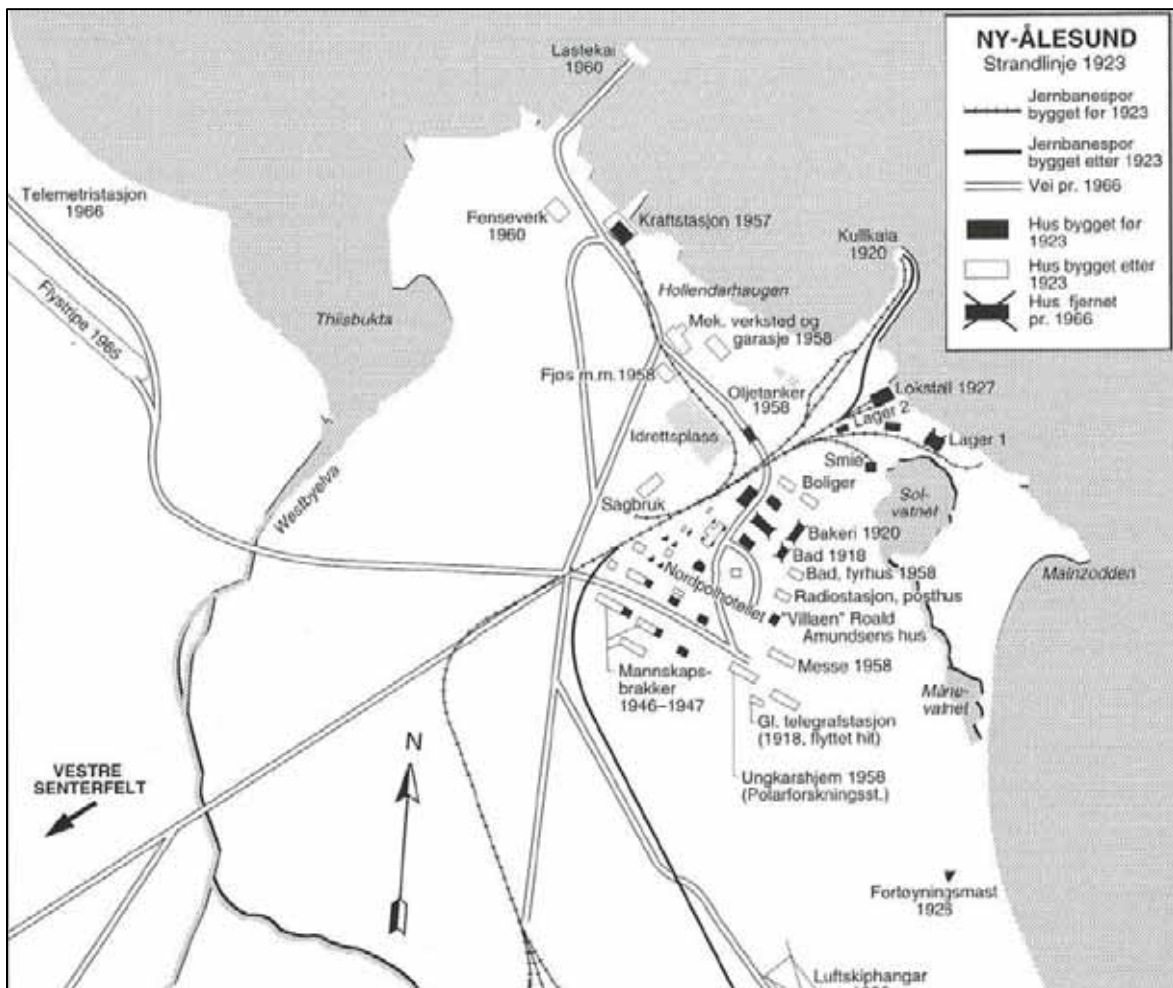 NY-ÅLESUND
Strandlinje 1923
Jernbanespor
bygget før 1923
Jernbanespor
bygget etter 1923
Vei pr. 1966
Hus bygget før
1923
Hus bygget etter
1923
Hus fjernet
pr. 1966
Lastekai
1960
Telemetristasjon
1966
Fenseverk
1960
Kraftstasjon 1957
Kullkaia
1920
Flystripe 1965
Thiisbukta
Hollendarhaugen
Mek. verksted og
garasje 1958
Fjøs m.m. 1958
Oljetanker
1958
Lokstall 1927
Lager 2
Lager 1
Idrettsplass
Smie
Boliger
Sol-
vatnet
Westbyelva
Sagbruk
Bakeri 1920
Bad 1918
Mainzodden
Bad, fyrhus 1958
Nordpolhotellet
Radiostasjon, posthus
"Villaen" Roald
Amundsens hus
Messe 1958
Mannskaps-
brakker
1946–1947
Måne-
vatnet
Gl. telegrafstasjon
(1918, flyttet hit)
N
VESTRE
SENTERFELT
Ungkarshjem 1958
(Polarforskningsst.)
Fortøyningsmast
1926
Luftskiphangar